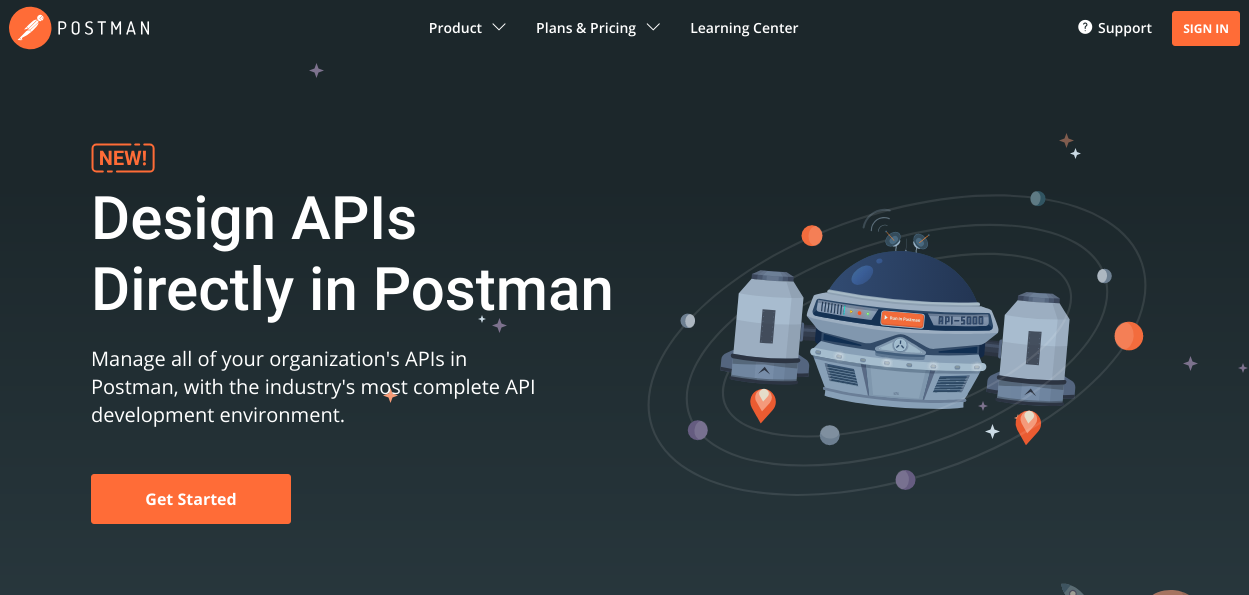 POSTMAN
Product
Plans & Pricing
Learning Center
Support
SIGN IN
NEW!
Design APIs
Directly in Postman
Manage all of your organization's APIs in
Postman, with the industry's most complete API
development environment.
Get Started
Run in Postman
API-5000